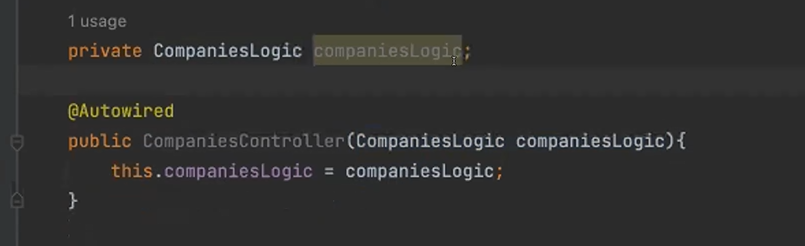 1 usage
private CompaniesLogic companiesLogic;
@Autowired
public CompaniesController(CompaniesLogic companiesLogic){
this.companiesLogic = companiesLogic;
}